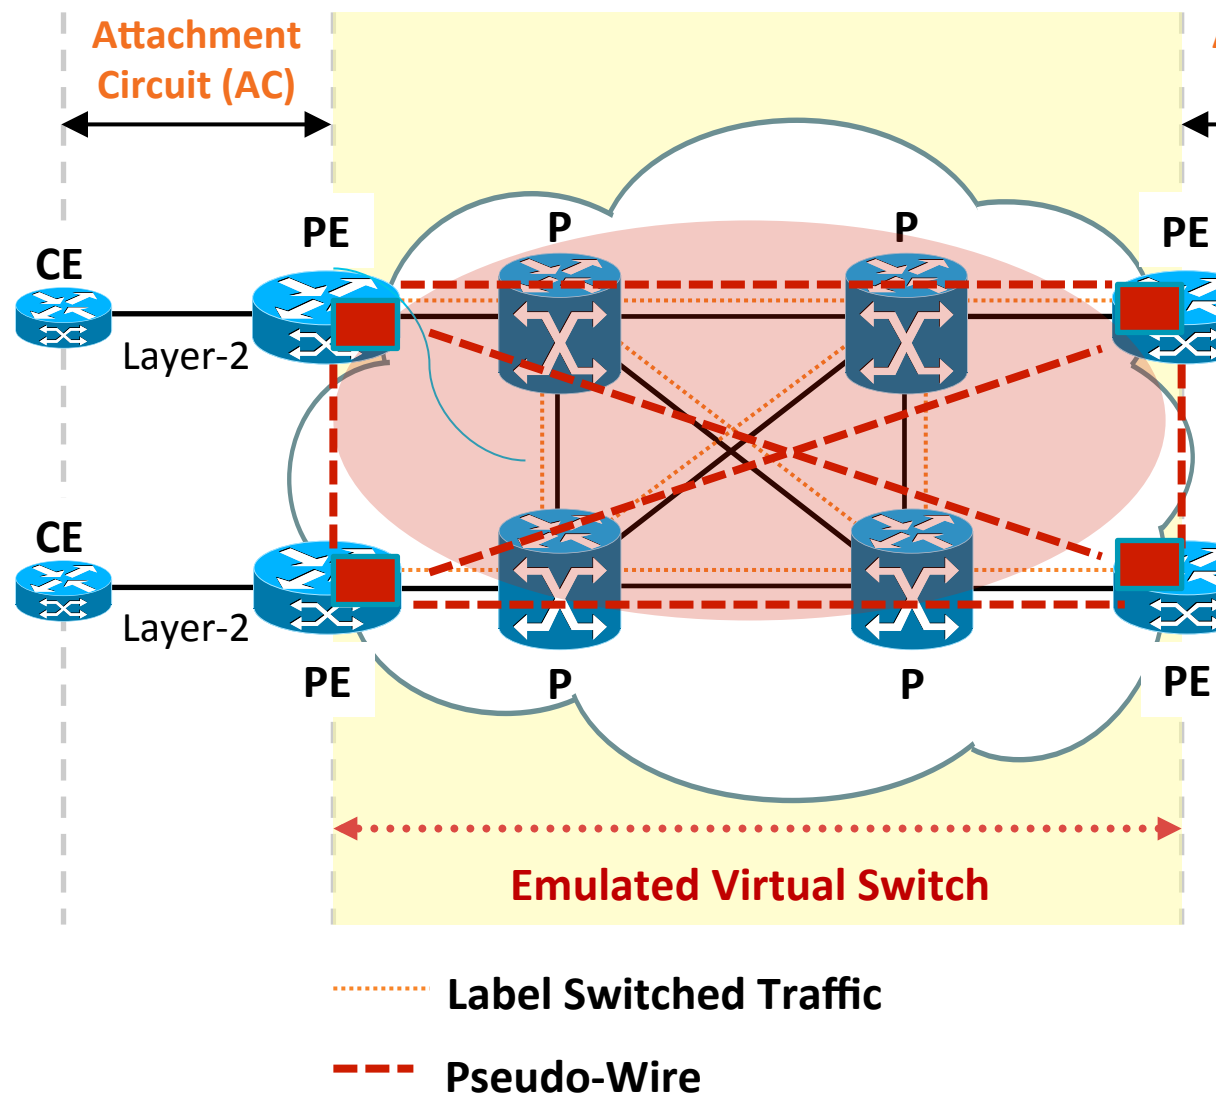 Attachment
Circuit (AC)
PE
P
P
PE
CE
Layer-2
CE
Layer-2
PE
P
P
PE
Emulated Virtual Switch
Label Switched Traffic
Pseudo-Wire